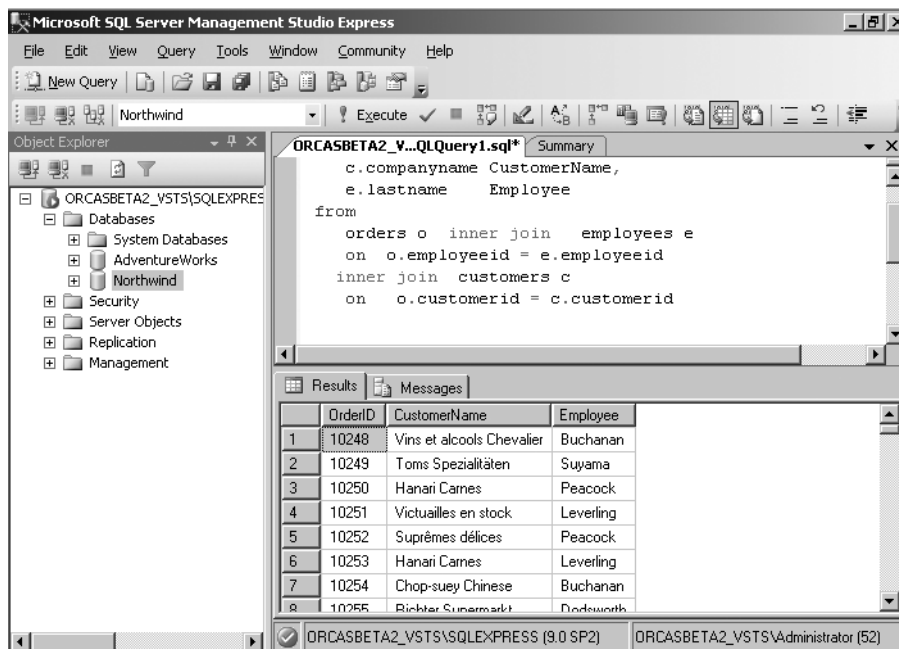 Microsoft SQL Server Management Studio Express
File Edit View Query Tools Window Community Help
New Query
Northwind Execute
Object Explorer
ORCASBETA2_VSTS\SQLEXPRES
Databases
System Databases
AdventureWorks
Northwind
Security
Server Objects
Replication
Management
ORCASBETA2_V...QLQuery1.sql* Summary
c.companyname CustomerName,
e.lastname Employee
from
orders o inner join employees e
on o.employeeid = e.employeeid
inner join customers c
on o.customerid = c.customerid
Results Messages
OrderID CustomerName Employee
1 10248 Vins et alcools Chevalier Buchanan
2 10249 Toms Spezialitäten Suyama
3 10250 Hanari Carnes Peacock
4 10251 Victuailles en stock Leverling
5 10252 Suprêmes délices Peacock
6 10253 Hanari Carnes Leverling
7 10254 Chop-suey Chinese Buchanan
8 10255 Richter Supermarkt Dodsworth
ORCASBETA2_VSTS\SQLEXPRESS (9.0 SP2) ORCASBETA2_VSTS\Administrator (52)